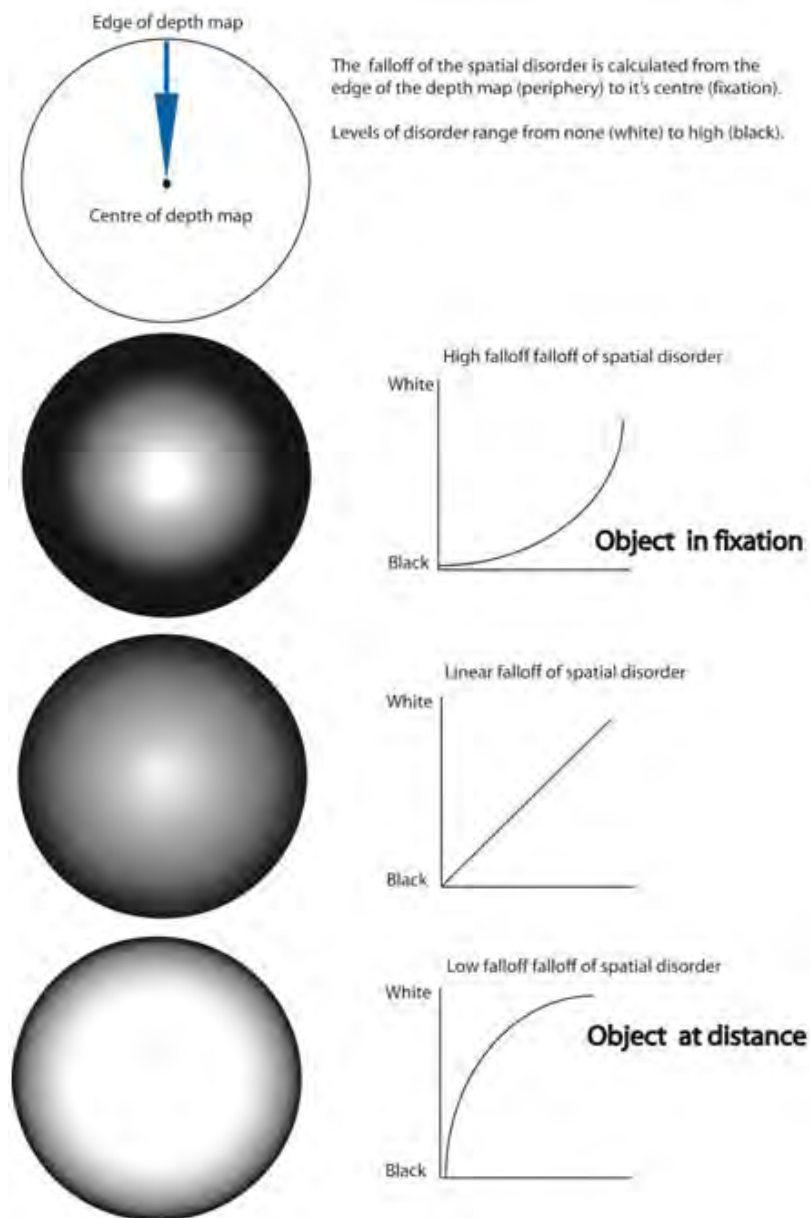 Edge of depth map
The falloff of the spatial disorder is calculated from the
edge of the depth map (periphery) to it's centre (fixation).
Levels of disorder range from none (white) to high (black).
Centre of depth map
High falloff falloff of spatial disorder
White
Object in fixation
Black
Linear falloff of spatial disorder
White
Black
Low falloff falloff of spatial disorder
White
Object at distance
Black